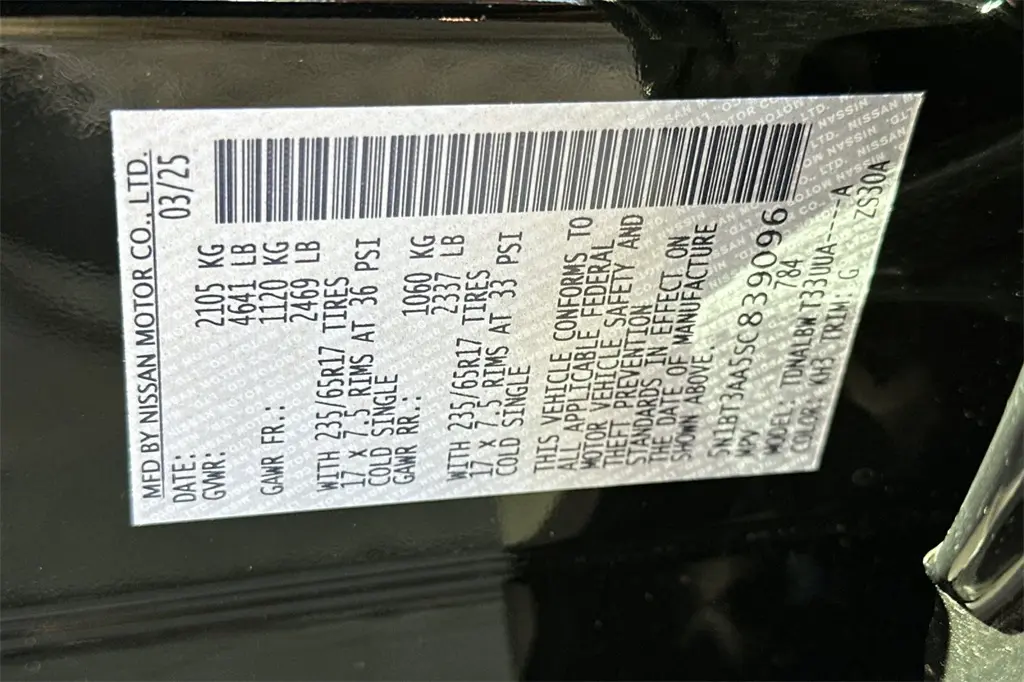 MFD BY NISSAN MOTOR CO., LTD.
DATE: 03/25
GVWR: 2105 KG
4641 LB
GAWR FR.: 1120 KG
2469 LB
WITH 235/65R17 TIRES
17 X 7.5 RIMS AT 36 PSI
COLD SINGLE
GAWR RR.: 1060 KG
2337 LB
WITH 235/65R17 TIRES
17 X 7.5 RIMS AT 33 PSI
COLD SINGLE
THIS VEHICLE CONFORMS TO
ALL APPLICABLE FEDERAL
MOTOR VEHICLE SAFETY AND
THEFT PREVENTION
STANDARDS IN EFFECT ON
THE DATE OF MANUFACTURE
SHOWN ABOVE.
5N1BT3AA5SC839096
MPV 784
MODEL: TDNALBWT33IUUA----A
COLOR: KH3 TRIM: G ZS30A